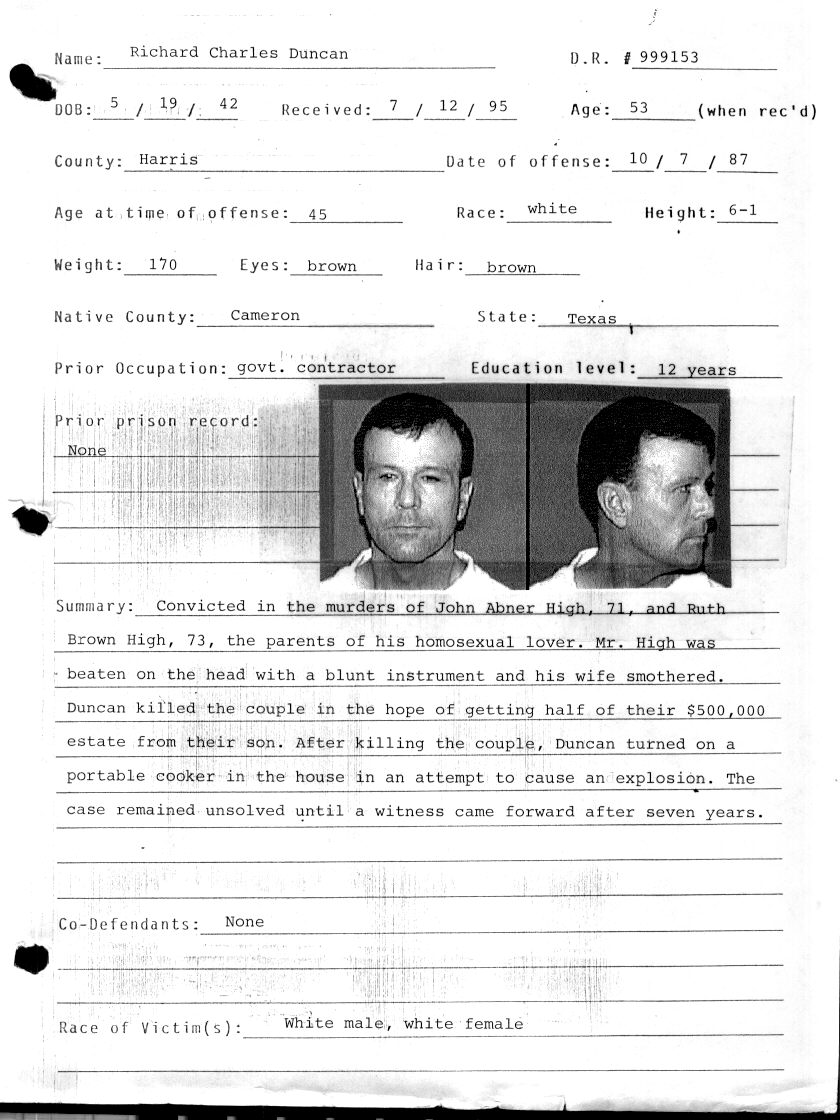 Name: Richard Charles Duncan D.R. # 999153
DOB: 5 / 19 / 42 Received: 7 / 12 / 95 Age: 53 (when rec'd)
County: Harris Date of offense: 10 / 7 / 87
Age at time of offense: 45 Race: white Height: 6-1
Weight: 170 Eyes: brown Hair: brown
Native County: Cameron State: Texas
Prior Occupation: govt. contractor Education level: 12 years
Prior prison record:
None
Summary: Convicted in the murders of John Abner High, 71, and Ruth
Brown High, 73, the parents of his homosexual lover. Mr. High was
beaten on the head with a blunt instrument and his wife smothered.
Duncan killed the couple in the hope of getting half of their $500,000
estate from their son. After killing the couple, Duncan turned on a
portable cooker in the house in an attempt to cause an explosion. The
case remained unsolved until a witness came forward after seven years.
Co-Defendants: None
Race of Victim(s): White male, white female